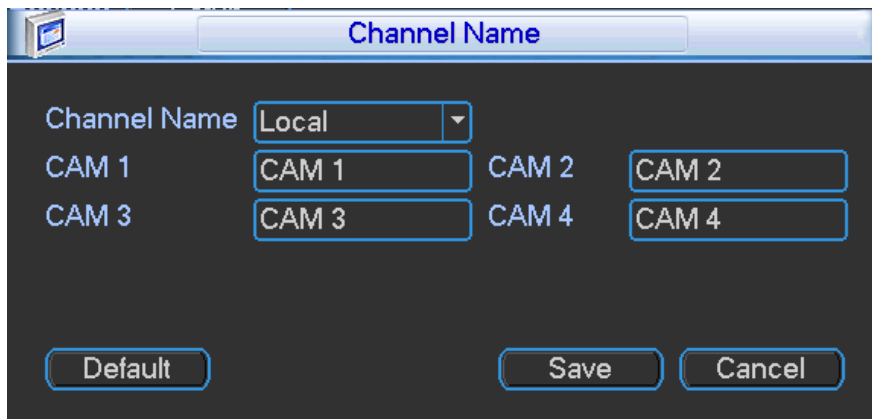 Channel Name
Channel Name Local
CAM 1 CAM 1 CAM 2 CAM 2
CAM 3 CAM 3 CAM 4 CAM 4
Default Save Cancel